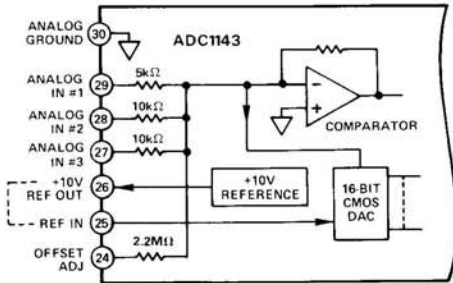 ANALOG
GROUND
30
ADC1143
ANALOG
IN #1
29
5kΩ
ANALOG
IN #2
28
10kΩ
ANALOG
IN #3
27
10kΩ
+10V
REF OUT
26
+10V
REFERENCE
REF IN
25
OFFSET
ADJ
24
2.2MΩ
−
+
COMPARATOR
16-BIT
CMOS
DAC